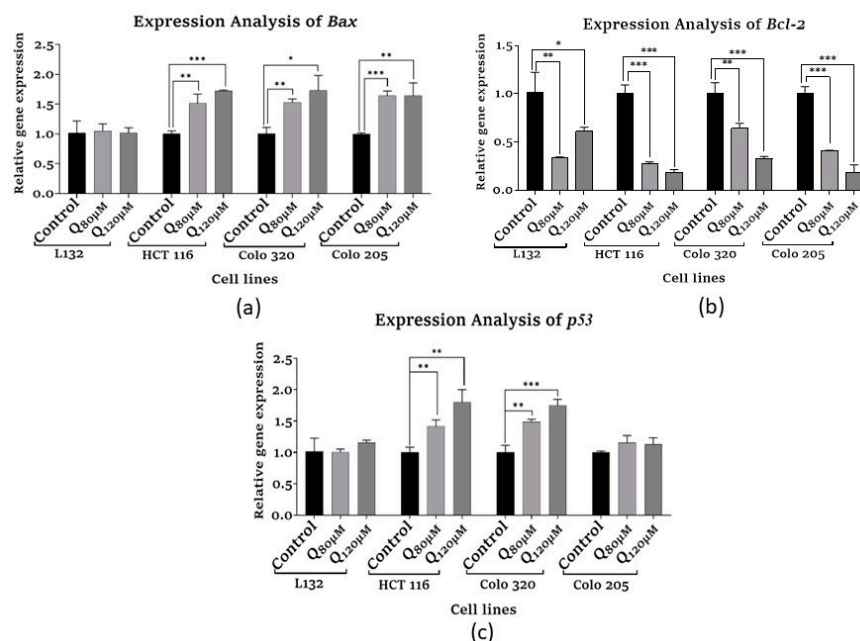 Expression Analysis of Bax
Relative gene expression
2.5
2.0
1.5
1.0
0.5
0.0
** *** ** * *** **
Control Q80µM Q120µM Control Q80µM Q120µM Control Q80µM Q120µM Control Q80µM Q120µM
L132 HCT 116 Colo 320 Colo 205
Cell lines
(a)
Expression Analysis of Bcl-2
Relative gene expression
1.5
1.0
0.5
0.0
** * *** *** ** *** *** ***
Control Q80µM Q120µM Control Q80µM Q120µM Control Q80µM Q120µM Control Q80µM Q120µM
L132 HCT 116 Colo 320 Colo 205
Cell lines
(b)
Expression Analysis of p53
Relative gene expression
2.5
2.0
1.5
1.0
0.5
0.0
** ** ** ***
Control Q80µM Q120µM Control Q80µM Q120µM Control Q80µM Q120µM Control Q80µM Q120µM
L132 HCT 116 Colo 320 Colo 205
Cell lines
(c)